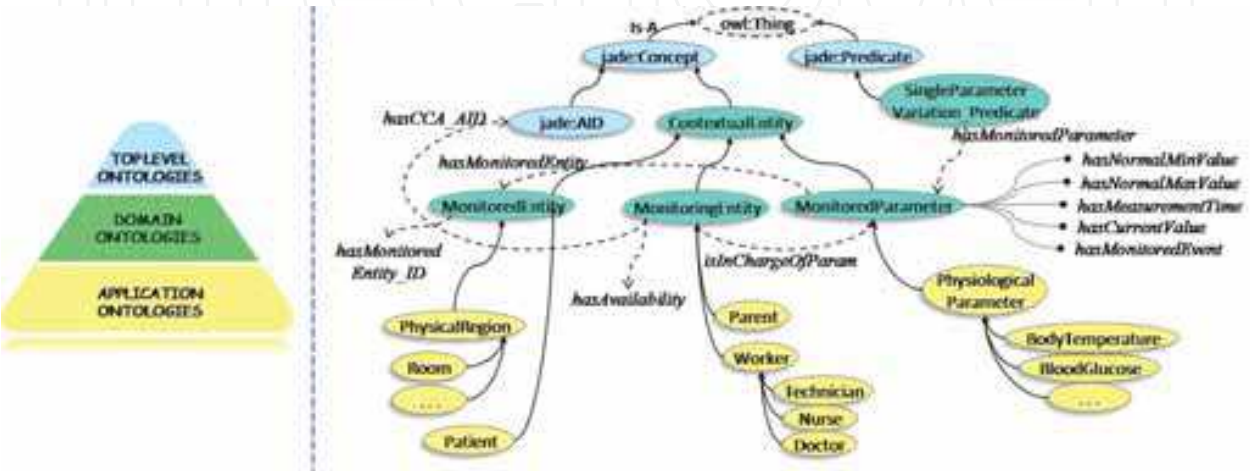 TOP LEVEL
ONTOLOGIES
DOMAIN
ONTOLOGIES
APPLICATION
ONTOLOGIES
Is A
owl:Thing
jade:Concept
jade:Predicate
SingleParameter
Variation_Predicate
hasCCA_AID
jade:AID
ContextualEntity
hasMonitoredParameter
hasMonitoredEntity
hasNormalMinValue
hasNormalMaxValue
hasMeasurementTime
hasCurrentValue
hasMonitoredEvent
MonitoredEntity
MonitoringEntity
MonitoredParameter
hasMonitored
Entity_ID
isInChargeOfParam
hasAvailability
Physiological
Parameter
PhysicalRegion
Parent
BodyTemperature
Room
Worker
BloodGlucose
....
Technician
...
Nurse
Patient
Doctor